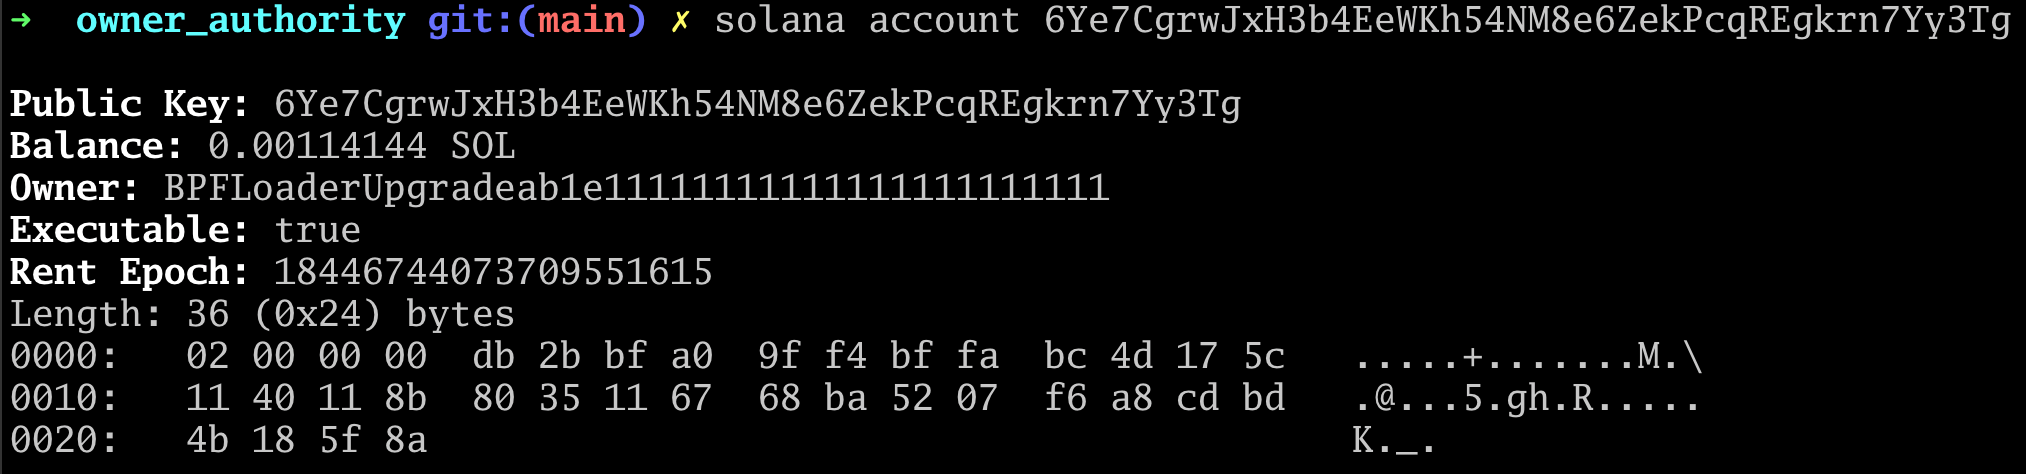 ➜  owner_authority git:(main) ✗ solana account 6Ye7CgrwJxH3b4EeWKh54NM8e6ZekPcqREgkrn7Yy3Tg
Public Key: 6Ye7CgrwJxH3b4EeWKh54NM8e6ZekPcqREgkrn7Yy3Tg
Balance: 0.00114144 SOL
Owner: BPFLoaderUpgradeab1e11111111111111111111111
Executable: true
Rent Epoch: 18446744073709551615
Length: 36 (0x24) bytes
0000:   02 00 00 00  db 2b bf a0  9f f4 bf fa  bc 4d 17 5c   .....+.......M.\
0010:   11 40 11 8b  80 35 11 67  68 ba 52 07  f6 a8 cd bd   .@...5.gh.R.....
0020:   4b 18 5f 8a                                          K._.